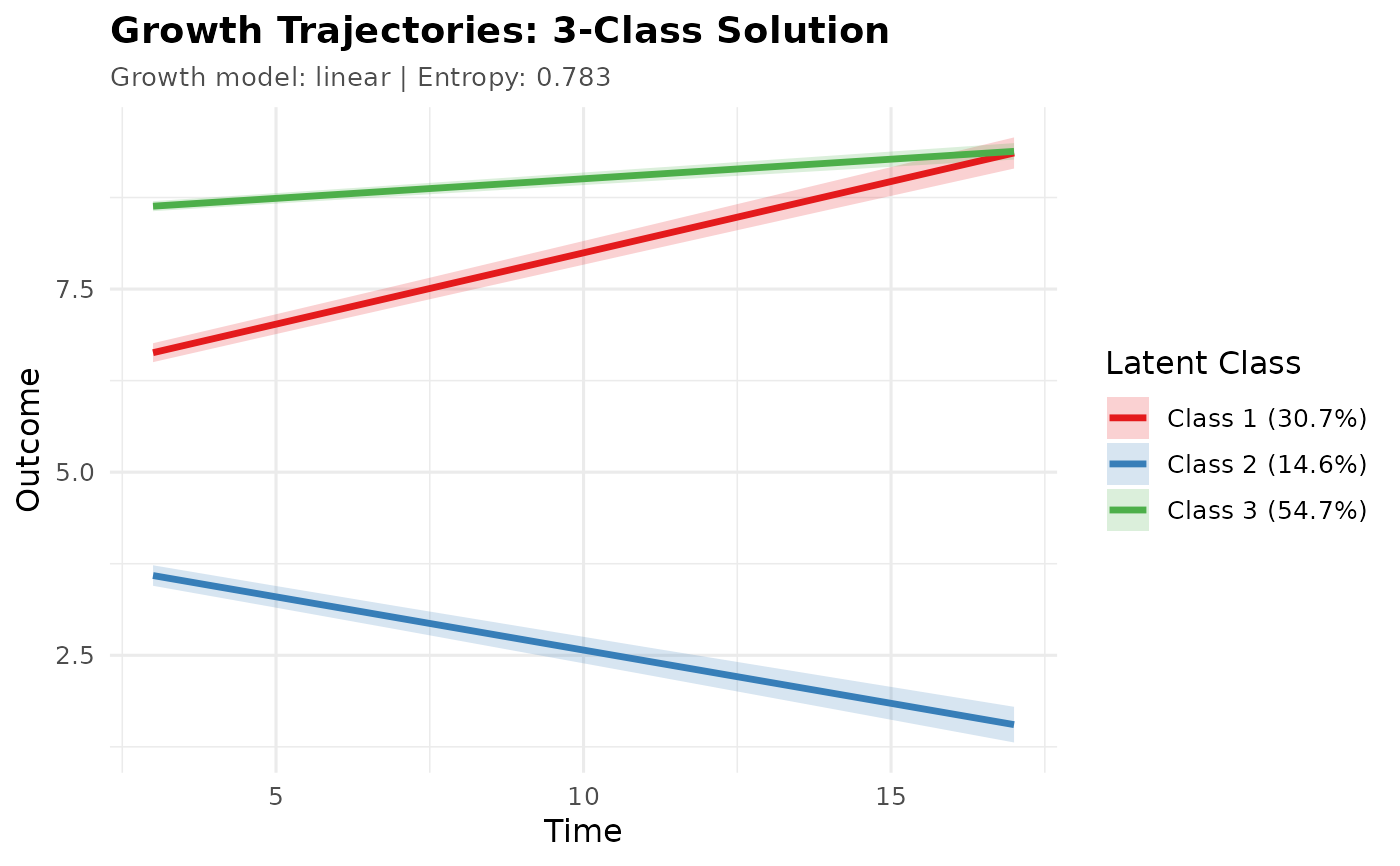 Growth Trajectories: 3-Class Solution
Growth model: linear | Entropy: 0.783
Outcome
7.5
5.0
2.5
5
10
15
Time
Latent Class
Class 1 (30.7%)
Class 2 (14.6%)
Class 3 (54.7%)